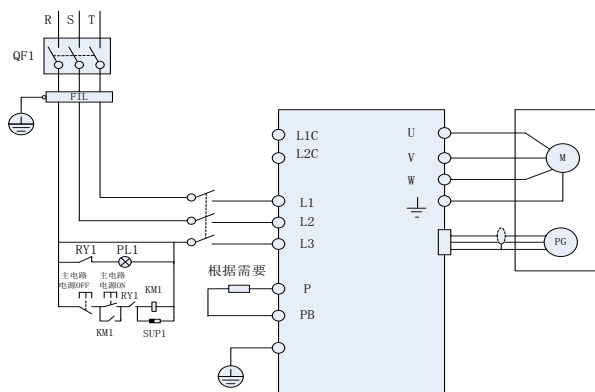 R S T
QF1
FIL
L1C
L2C
L1
L2
L3
P
PB
U
V
W
M
PG
RY1 PL1
主电路 主电路
电源OFF 电源ON
RY1
KM1
KM1
SUP1
根据需要